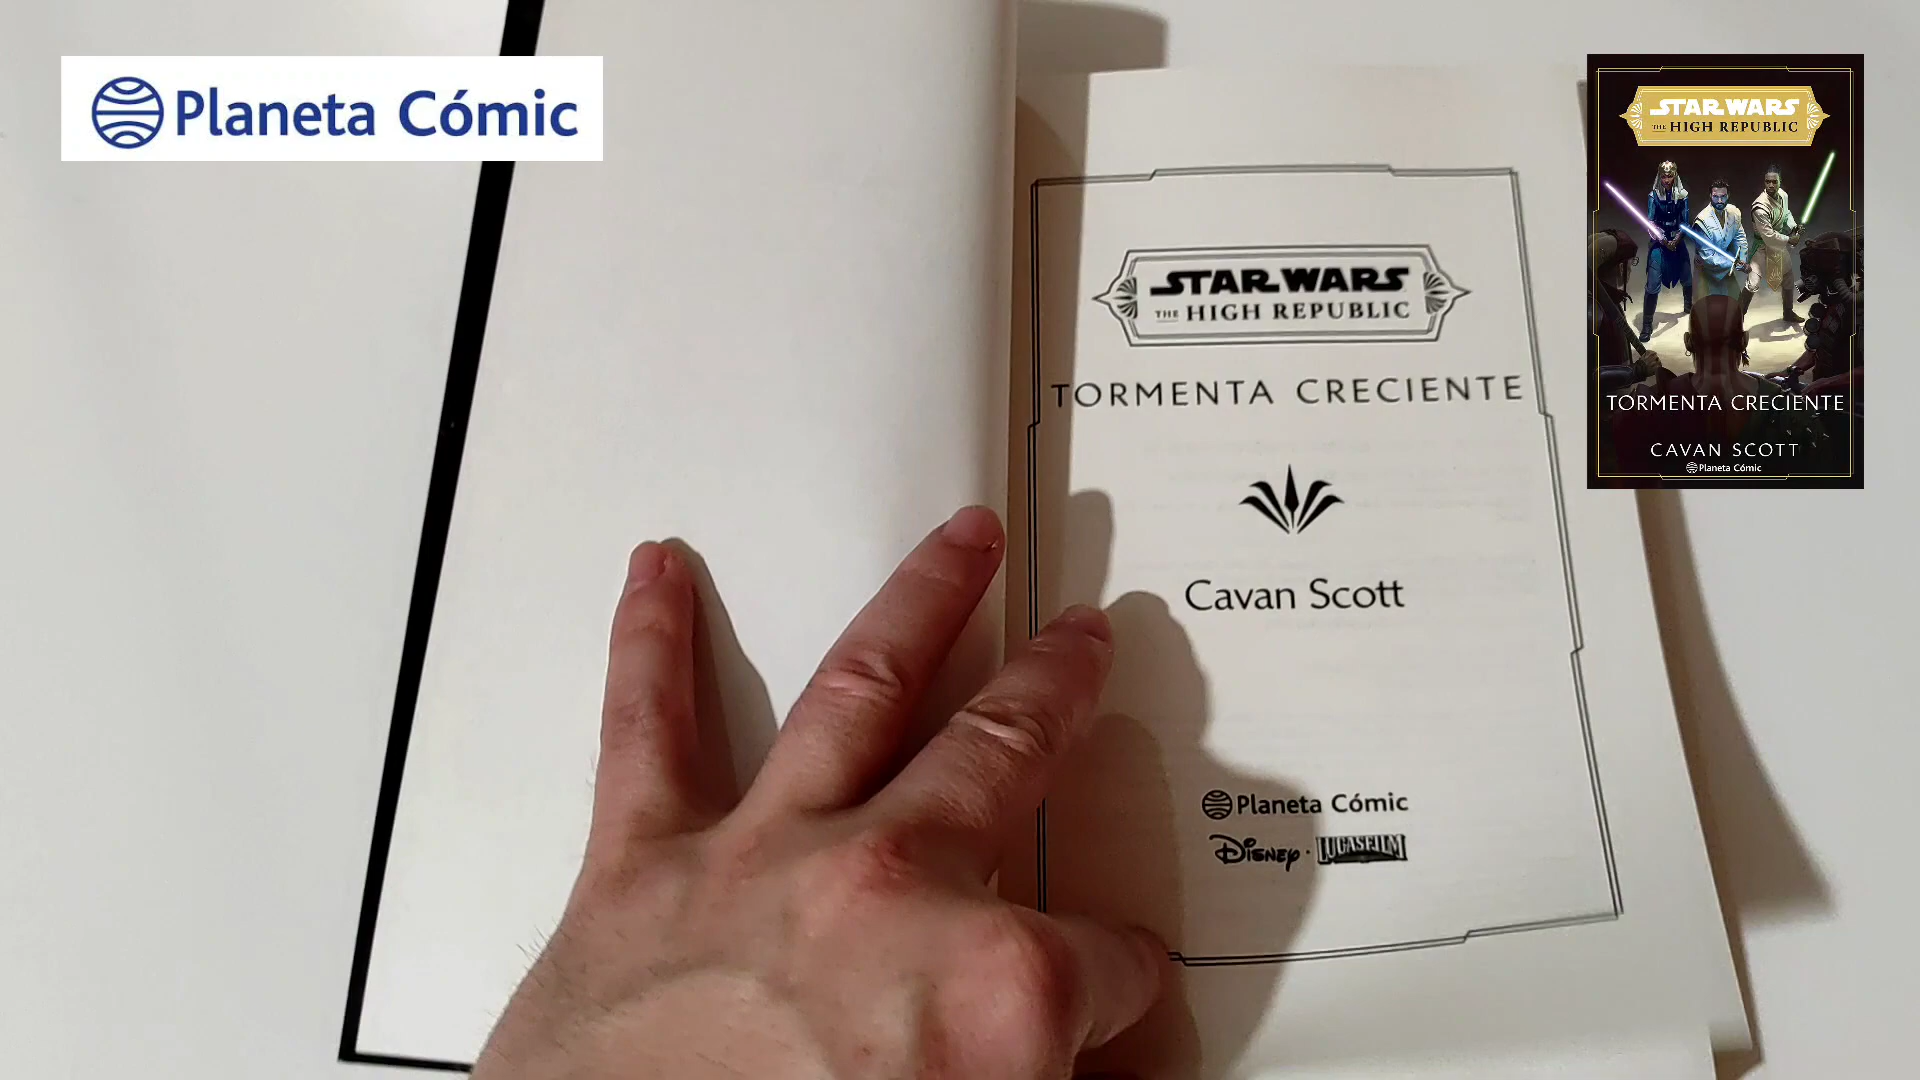 Planeta Cómic
STAR WARS
THE HIGH REPUBLIC
TORMENTA CRECIENTE
Cavan Scott
Planeta Cómic
Disney · LUCASFILM
STAR WARS
THE HIGH REPUBLIC
TORMENTA CRECIENTE
CAVAN SCOTT
Planeta Cómic